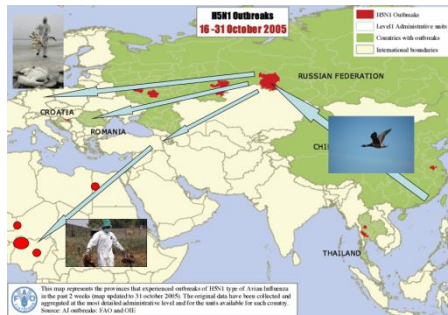 H5N1 Outbreaks
16 -31 October 2005
H5N1 Outbreaks
Level1 Administrative units
Countries with outbreaks
International boundaries
RUSSIAN FEDERATION
CROATIA
ROMANIA
CHI
THAILAND
This map represents the provinces that experienced outbreaks of H5N1 type of Avian Influenza
in the past 2 weeks (map updated to 31 october 2005). The original data have been collected and
aggregated at the most detailed administrative level and for the units available for each country.
Source: AI outbreaks: FAO and OIE